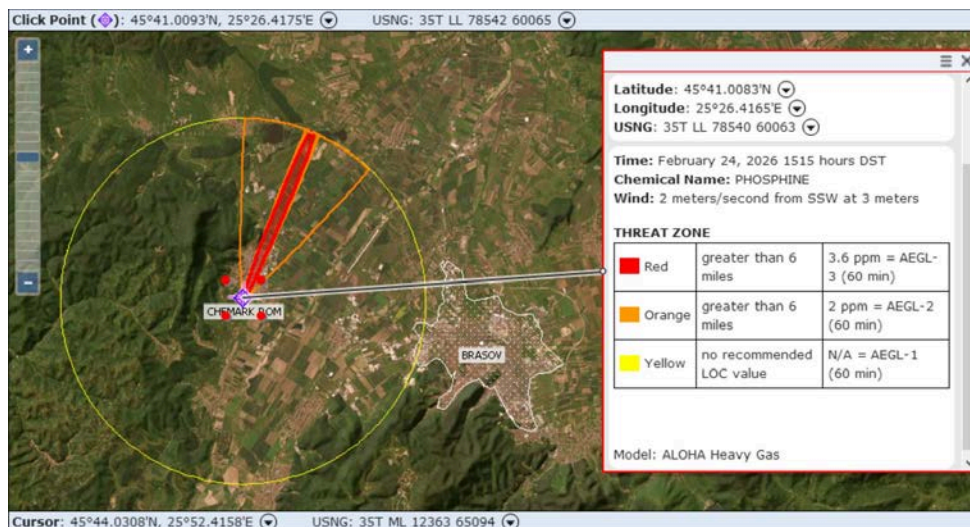 Click Point (): 45°41.0093'N, 25°26.4175'E USNG: 35T LL 78542 60065
Latitude: 45°41.0083'N
Longitude: 25°26.4165'E
USNG: 35T LL 78540 60063
Time: February 24, 2026 1515 hours DST
Chemical Name: PHOSPHINE
Wind: 2 meters/second from SSW at 3 meters
THREAT ZONE
Red greater than 6 miles 3.6 ppm = AEGL-3 (60 min)
Orange greater than 6 miles 2 ppm = AEGL-2 (60 min)
Yellow no recommended LOC value N/A = AEGL-1 (60 min)
Model: ALOHA Heavy Gas
CHEMARK ROM
BRASOV
Cursor: 45°44.0308'N, 25°52.4158'E USNG: 35T ML 12363 65094